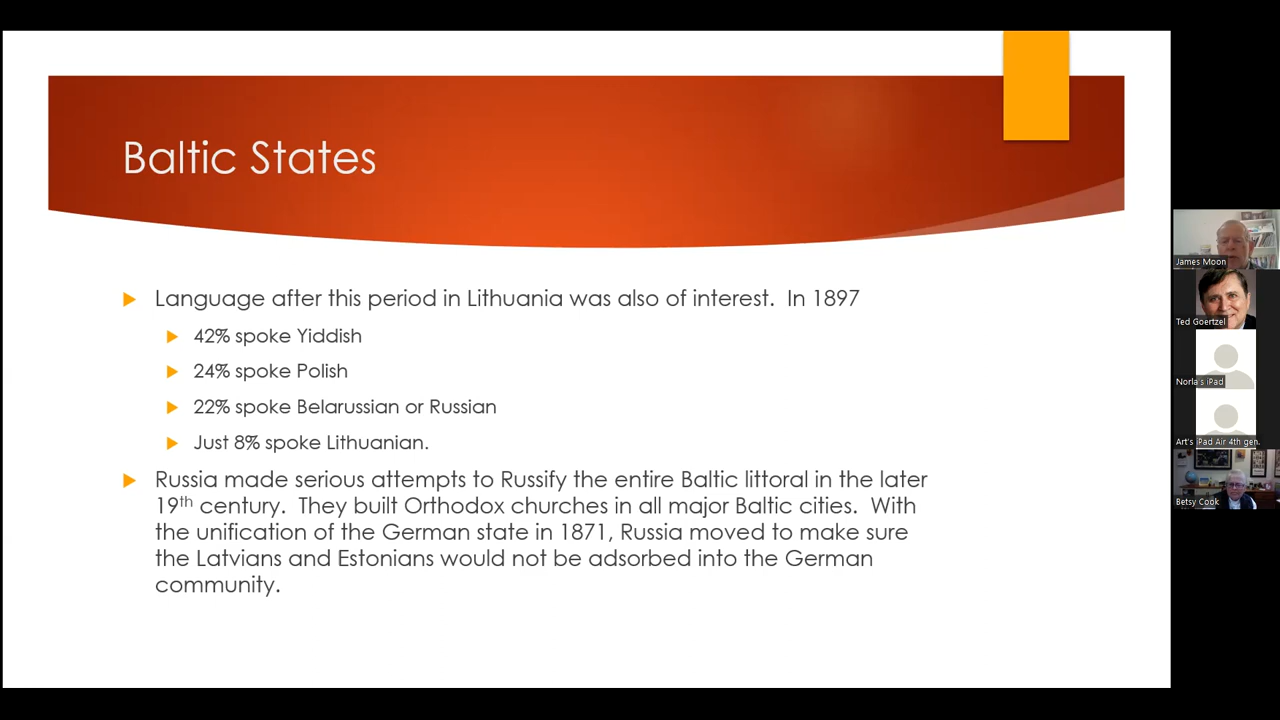 Baltic States
Language after this period in Lithuania was also of interest.  In 1897
42% spoke Yiddish
24% spoke Polish
22% spoke Belarussian or Russian
Just 8% spoke Lithuanian.
Russia made serious attempts to Russify the entire Baltic littoral in the later
19th century.  They built Orthodox churches in all major Baltic cities.  With
the unification of the German state in 1871, Russia moved to make sure
the Latvians and Estonians would not be adsorbed into the German
community.
James Moon
Ted Goertzel
Norla's iPad
Art's iPad Air 4th gen.
Betsy Cook